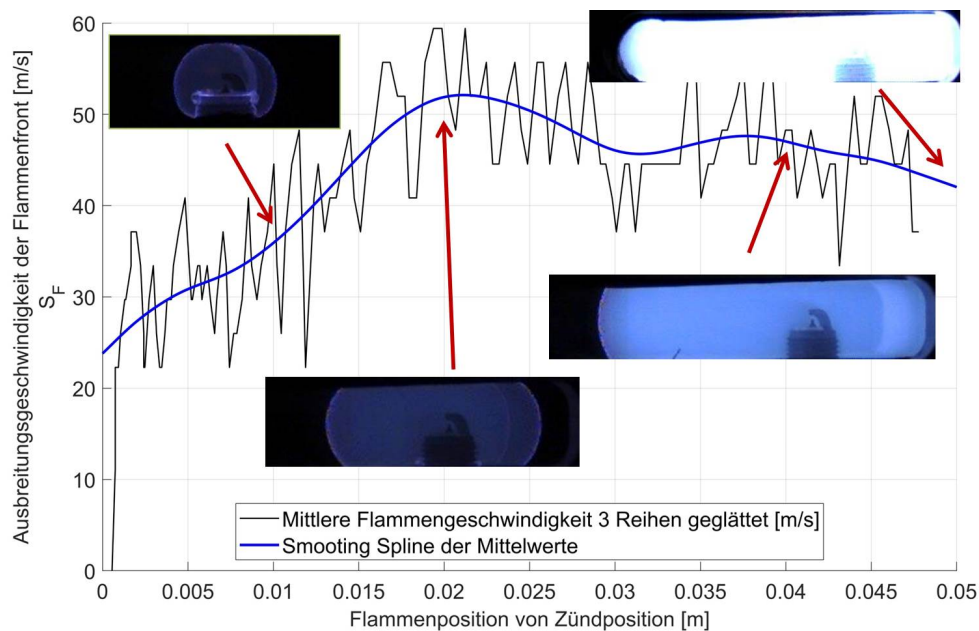 Ausbreitungsgeschwindigkeit der Flammenfront [m/s]
S_F
60
50
40
30
20
10
0
Mittlere Flammengeschwindigkeit 3 Reihen geglättet [m/s]
Smooting Spline der Mittelwerte
0 0.005 0.01 0.015 0.02 0.025 0.03 0.035 0.04 0.045 0.05
Flammenposition von Zündposition [m]